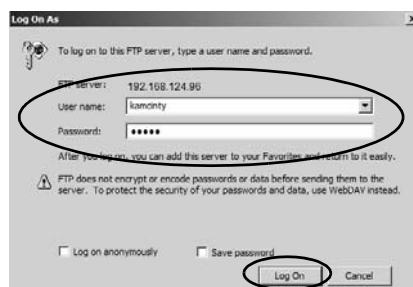 Log On As
To log on to this FTP server, type a user name and password.
FTP server: 192.168.124.96
User name: kamcinty
Password: •••••
After you log on, you can add this server to your Favorites and return to it easily.
FTP does not encrypt or encode passwords or data before sending them to the
server. To protect the security of your passwords and data, use WebDAV instead.
Log on anonymously Save password
Log On Cancel